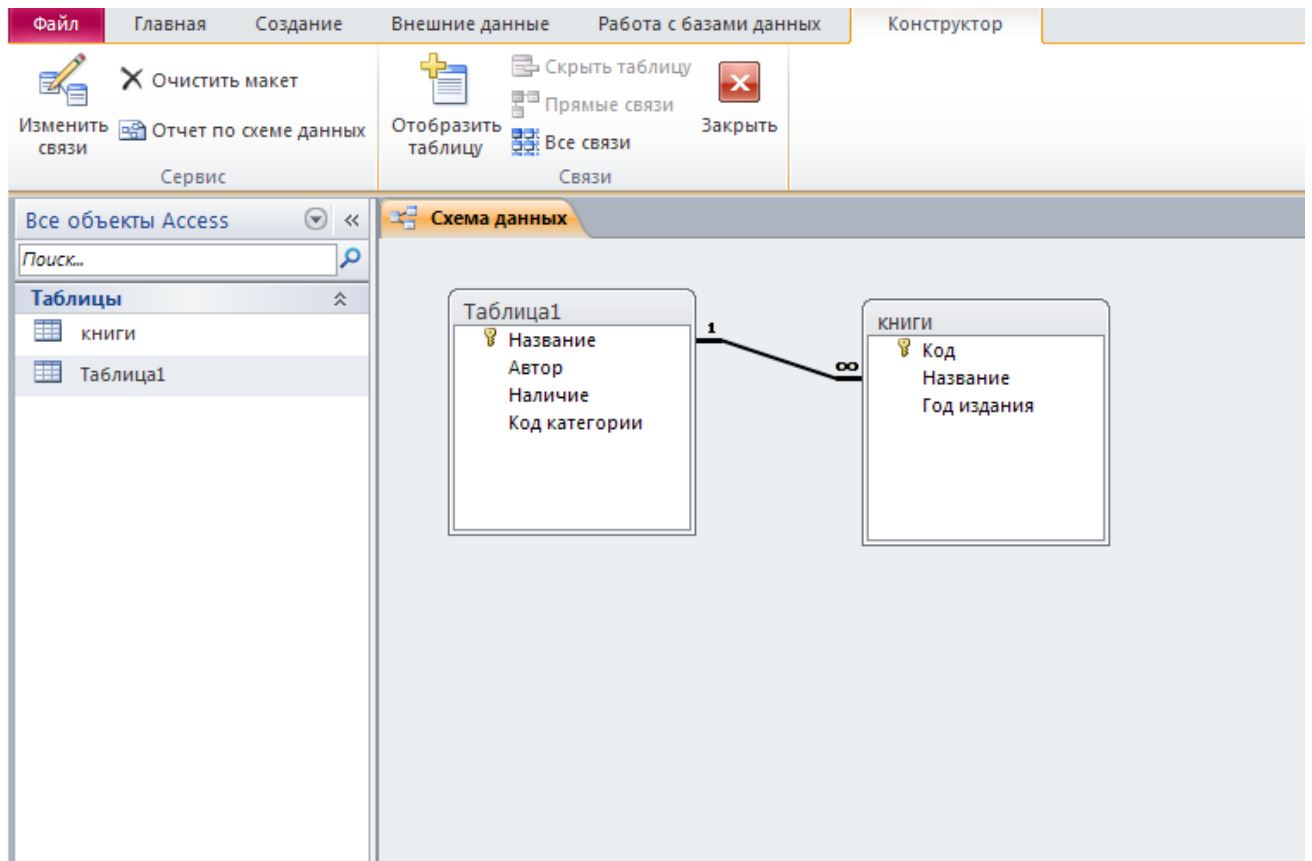 Файл Главная Создание Внешние данные Работа с базами данных Конструктор
Изменить связи
Очистить макет
Отчет по схеме данных
Сервис
Отобразить таблицу
Скрыть таблицу
Прямые связи
Все связи
Закрыть
Связи
Все объекты Access
Поиск...
Таблицы
книги
Таблица1
Схема данных
Таблица1
Название
Автор
Наличие
Код категории
1
∞
книги
Код
Название
Год издания